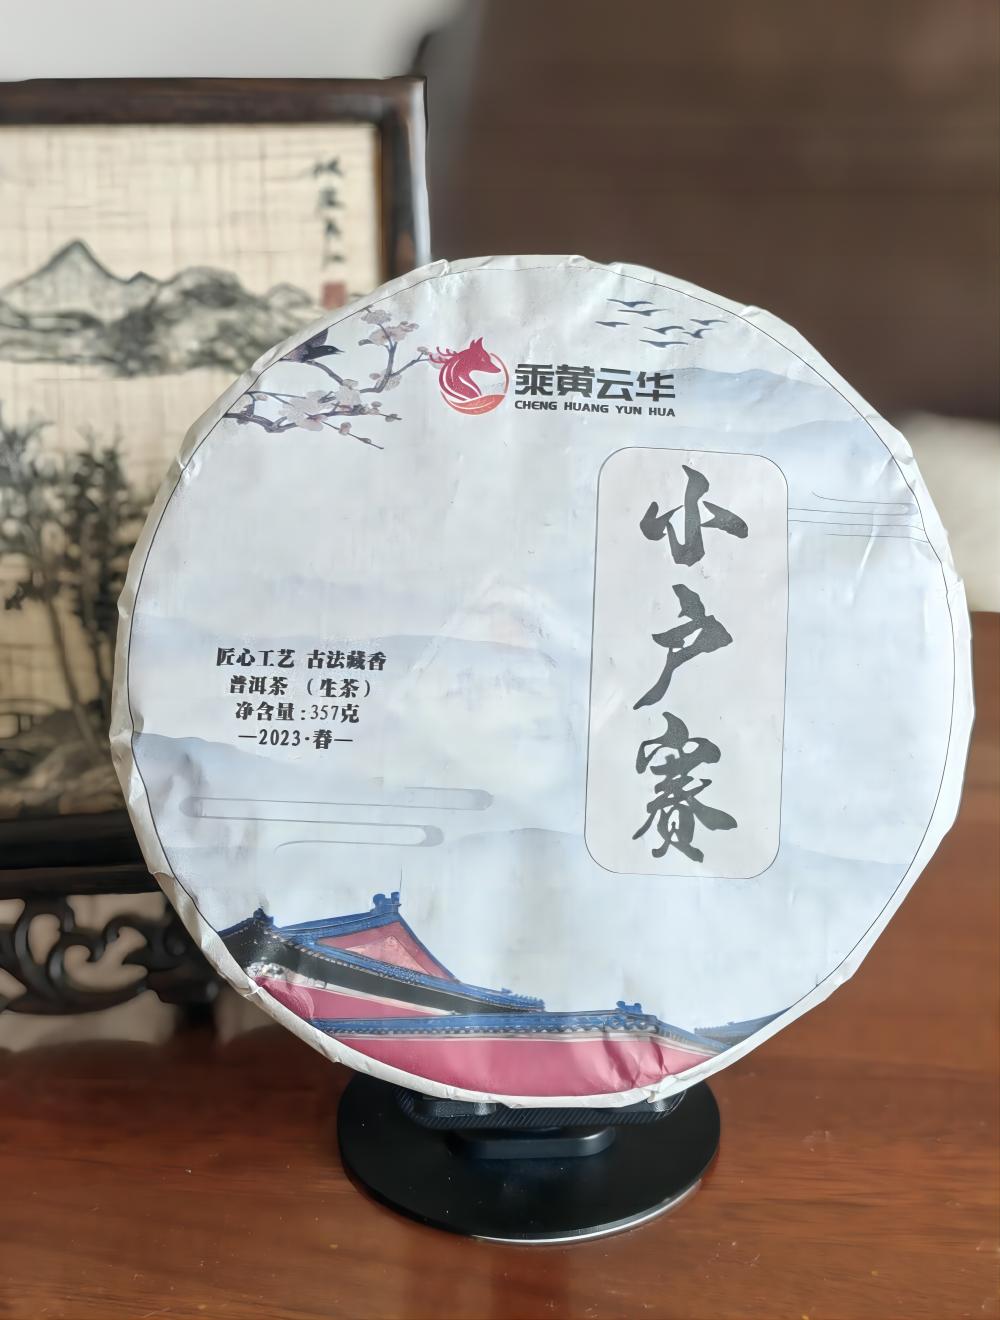 乘黄云华
CHENG HUANG YUN HUA
小户赛
匠心工艺 古法藏香
普洱茶（生茶）
净含量：357克
—2023·春—